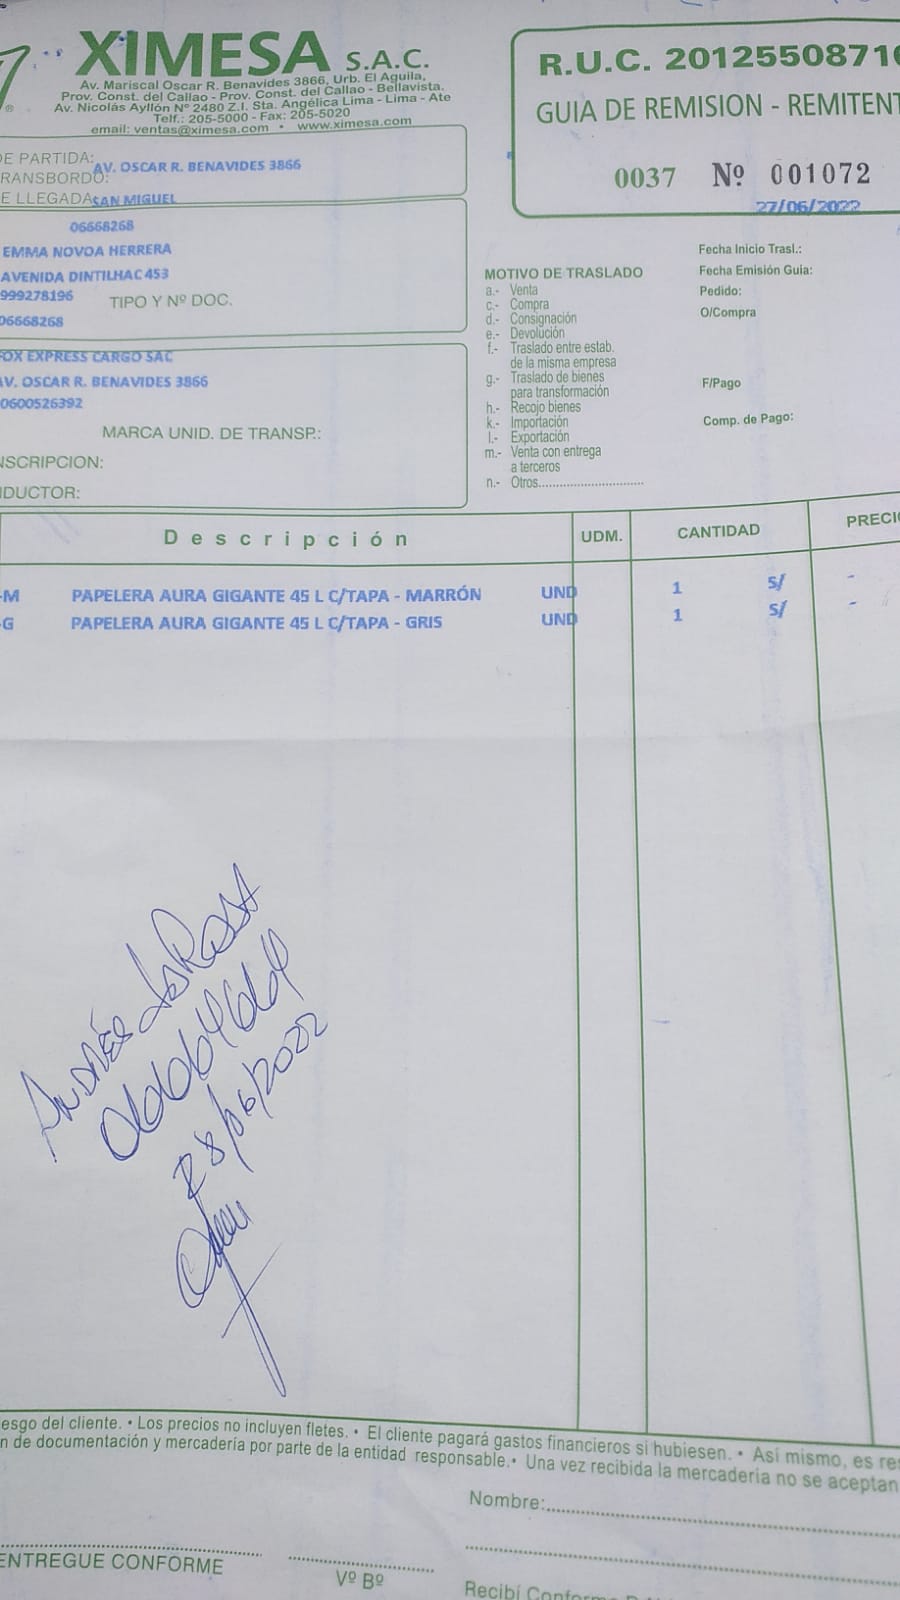 XIMESA S.A.C.
Av. Mariscal Oscar R. Benavides 3866, Urb. El Aguila,
Prov. Const. del Callao - Prov. Const. del Callao - Bellavista.
Av. Nicolás Ayllón Nº 2480 Z.I. Sta. Angélica Lima - Lima - Ate
Telf.: 205-5000 - Fax: 205-5020
email: ventas@ximesa.com • www.ximesa.com
R.U.C. 2012550871
GUIA DE REMISION - REMITENT
0037 Nº 001072
27/06/2022
DE PARTIDA: AV. OSCAR R. BENAVIDES 3866
RANSBORDO:
E LLEGADA: SAN MIGUEL
06668268
EMMA NOVOA HERRERA
AVENIDA DINTILHAC 453
999278196 TIPO Y Nº DOC.
06668268
FOX EXPRESS CARGO SAC
AV. OSCAR R. BENAVIDES 3866
0600526392
MARCA UNID. DE TRANSP.:
NSCRIPCION:
DUCTOR:
MOTIVO DE TRASLADO
a.- Venta
c.- Compra
d.- Consignación
e.- Devolución
f.- Traslado entre estab.
de la misma empresa
g.- Traslado de bienes
para transformación
h.- Recojo bienes
k.- Importación
l.- Exportación
m.- Venta con entrega
a terceros
n.- Otros..............................
Fecha Inicio Trasl.:
Fecha Emisión Guia:
Pedido:
O/Compra
F/Pago
Comp. de Pago:
Descripción UDM. CANTIDAD PRECI
-M PAPELERA AURA GIGANTE 45 L C/TAPA - MARRÓN UND 1 S/ -
-G PAPELERA AURA GIGANTE 45 L C/TAPA - GRIS UND 1 S/ -
ANDRÉS
28/06/2022
esgo del cliente. • Los precios no incluyen fletes. • El cliente pagará gastos financieros si hubiesen. • Así mismo, es res
n de documentación y mercadería por parte de la entidad responsable. • Una vez recibida la mercadería no se aceptan
Nombre:..............................
ENTREGUE CONFORME
Vº Bº
Recibí Conforme